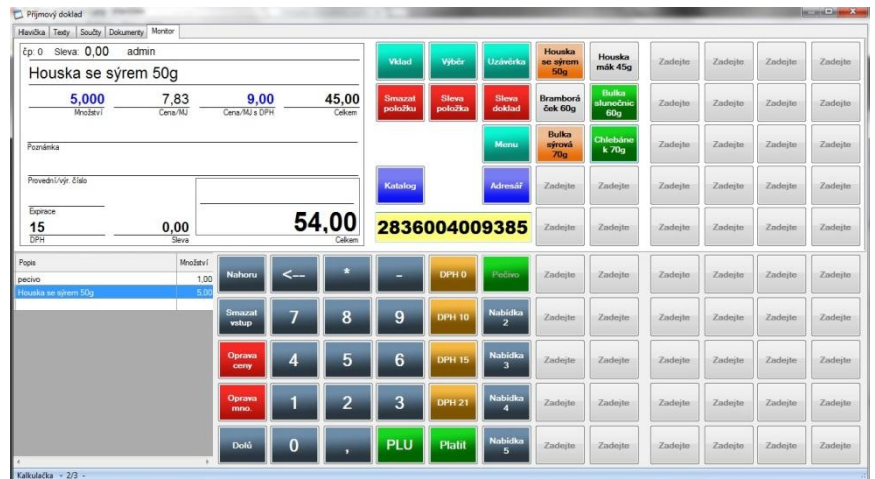 Příjmový doklad
Hlavička Texty Součty Dokumenty Monitor
čp: 0 Sleva: 0,00 admin
Houska se sýrem 50g
5,000 7,83 9,00 45,00
Množství Cena/MJ Cena/MJ s DPH Celkem
Poznámka
Provední/výr. číslo
Expirace
15 0,00 54,00
DPH Sleva Celkem
Vklad Výběr Uzávěrka
Smazat položku Sleva položka Sleva doklad
Menu
Katalog Adresář
2836004009385
Houska se sýrem 50g Houska mák 45g Zadejte Zadejte Zadejte Zadejte
Bramborá ček 60g Bulka slunečnic 60g Zadejte Zadejte Zadejte Zadejte
Bulka sýrová 70g Chlebáne k 70g Zadejte Zadejte Zadejte Zadejte
Zadejte Zadejte Zadejte Zadejte Zadejte Zadejte
Zadejte Zadejte Zadejte Zadejte Zadejte Zadejte
Popis Množství
pecivo 1,00
Houska se sýrem 50g 5,00
Nahoru <-- * - DPH 0 Pečivo Zadejte Zadejte Zadejte Zadejte Zadejte Zadejte
Smazat vstup 7 8 9 DPH 10 Nabídka 2 Zadejte Zadejte Zadejte Zadejte Zadejte Zadejte
Oprava ceny 4 5 6 DPH 15 Nabídka 3 Zadejte Zadejte Zadejte Zadejte Zadejte Zadejte
Oprava mno. 1 2 3 DPH 21 Nabídka 4 Zadejte Zadejte Zadejte Zadejte Zadejte Zadejte
Dolů 0 , PLU Platit Nabídka 5 Zadejte Zadejte Zadejte Zadejte Zadejte Zadejte
Kalkulačka - 2/3 -